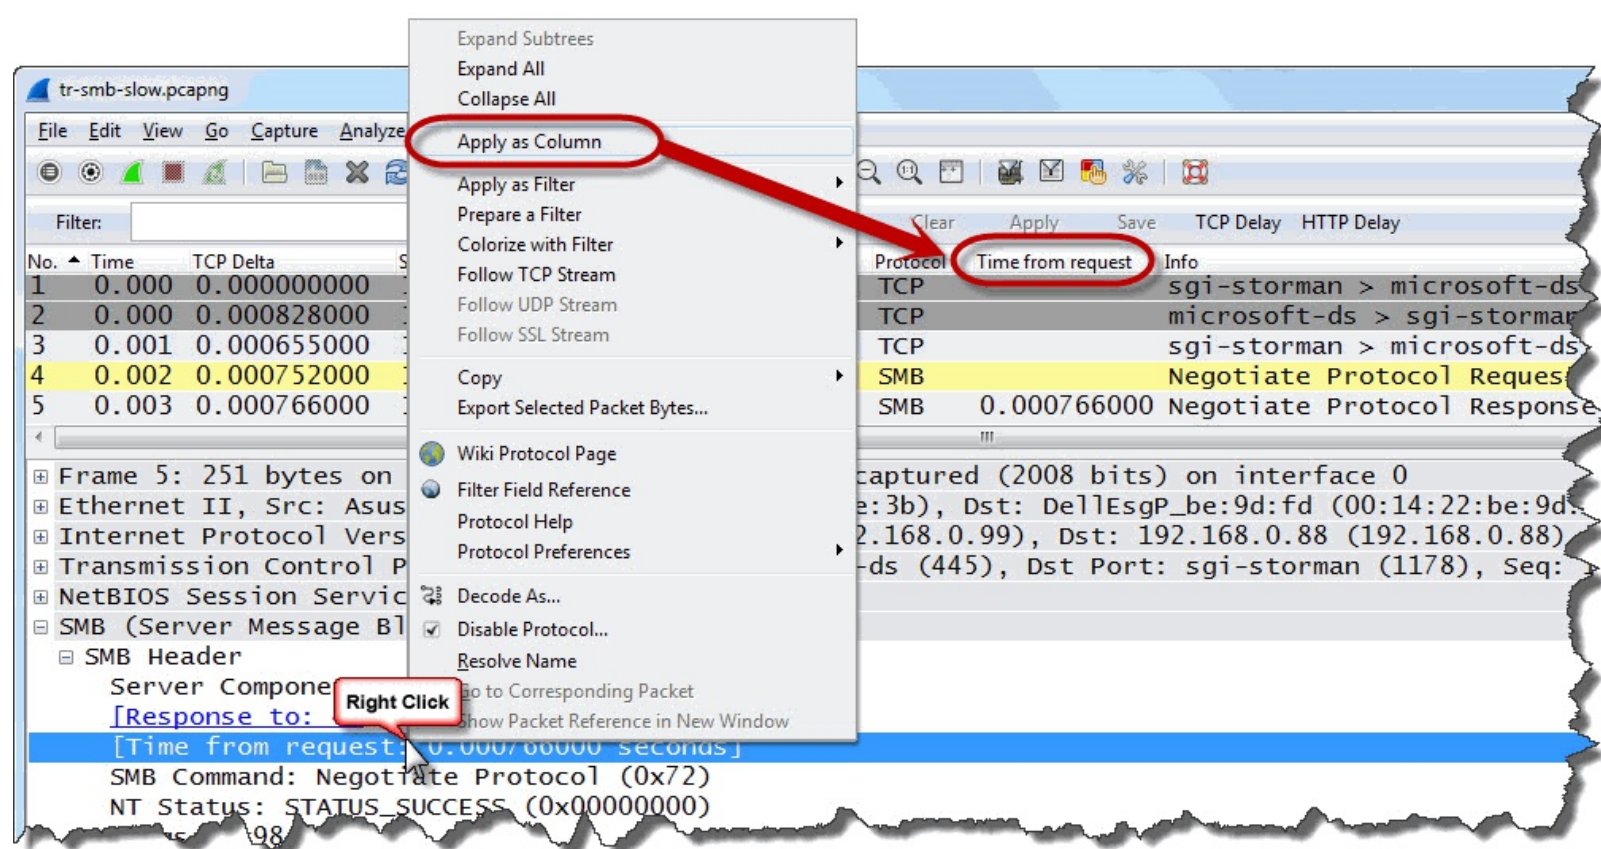 tr-smb-slow.pcapng
File Edit View Go Capture Analyze
Filter: Clear Apply Save TCP Delay HTTP Delay
No. Time TCP Delta S Protocol Time from request Info
1 0.000 0.000000000 TCP sgi-storman > microsoft-ds
2 0.000 0.000828000 TCP microsoft-ds > sgi-storman
3 0.001 0.000655000 TCP sgi-storman > microsoft-ds
4 0.002 0.000752000 SMB Negotiate Protocol Reques
5 0.003 0.000766000 SMB 0.000766000 Negotiate Protocol Response
Frame 5: 251 bytes on captured (2008 bits) on interface 0
Ethernet II, Src: Asus e:3b), Dst: DellEsgP_be:9d:fd (00:14:22:be:9d:
Internet Protocol Vers 2.168.0.99), Dst: 192.168.0.88 (192.168.0.88)
Transmission Control P -ds (445), Dst Port: sgi-storman (1178), Seq:
NetBIOS Session Servic
SMB (Server Message Bl
SMB Header
Server Compone
[Response to:
[Time from request: 0.000766000 seconds]
SMB Command: Negotiate Protocol (0x72)
NT Status: STATUS_SUCCESS (0x00000000)
98
Expand Subtrees
Expand All
Collapse All
Apply as Column
Apply as Filter
Prepare a Filter
Colorize with Filter
Follow TCP Stream
Follow UDP Stream
Follow SSL Stream
Copy
Export Selected Packet Bytes...
Wiki Protocol Page
Filter Field Reference
Protocol Help
Protocol Preferences
Decode As...
Disable Protocol...
Resolve Name
Go to Corresponding Packet
Show Packet Reference in New Window
Right Click